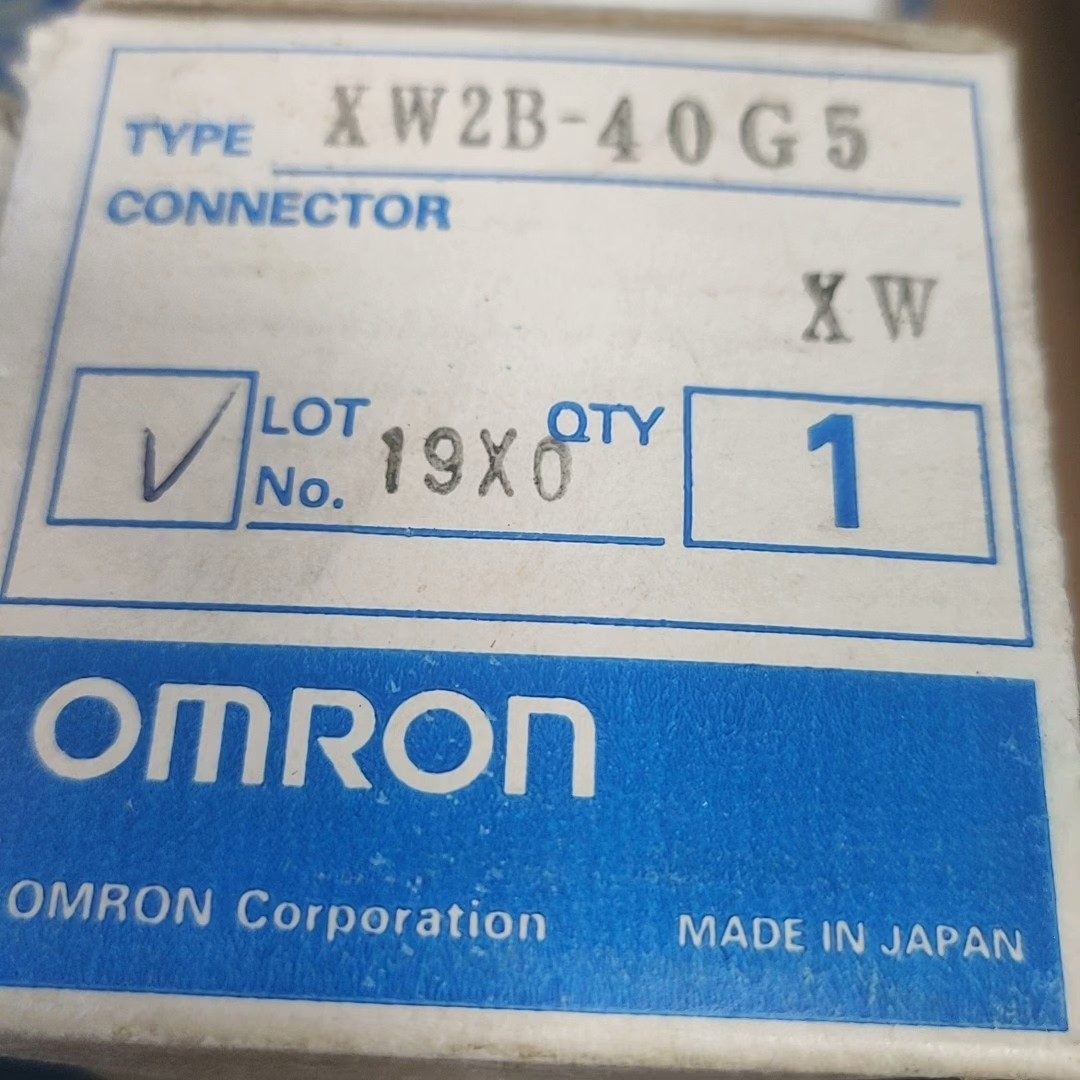 TYPE XW2B-40G5
CONNECTOR
XW
LOT No. 19X0 QTY 1
OMRON
OMRON Corporation MADE IN JAPAN